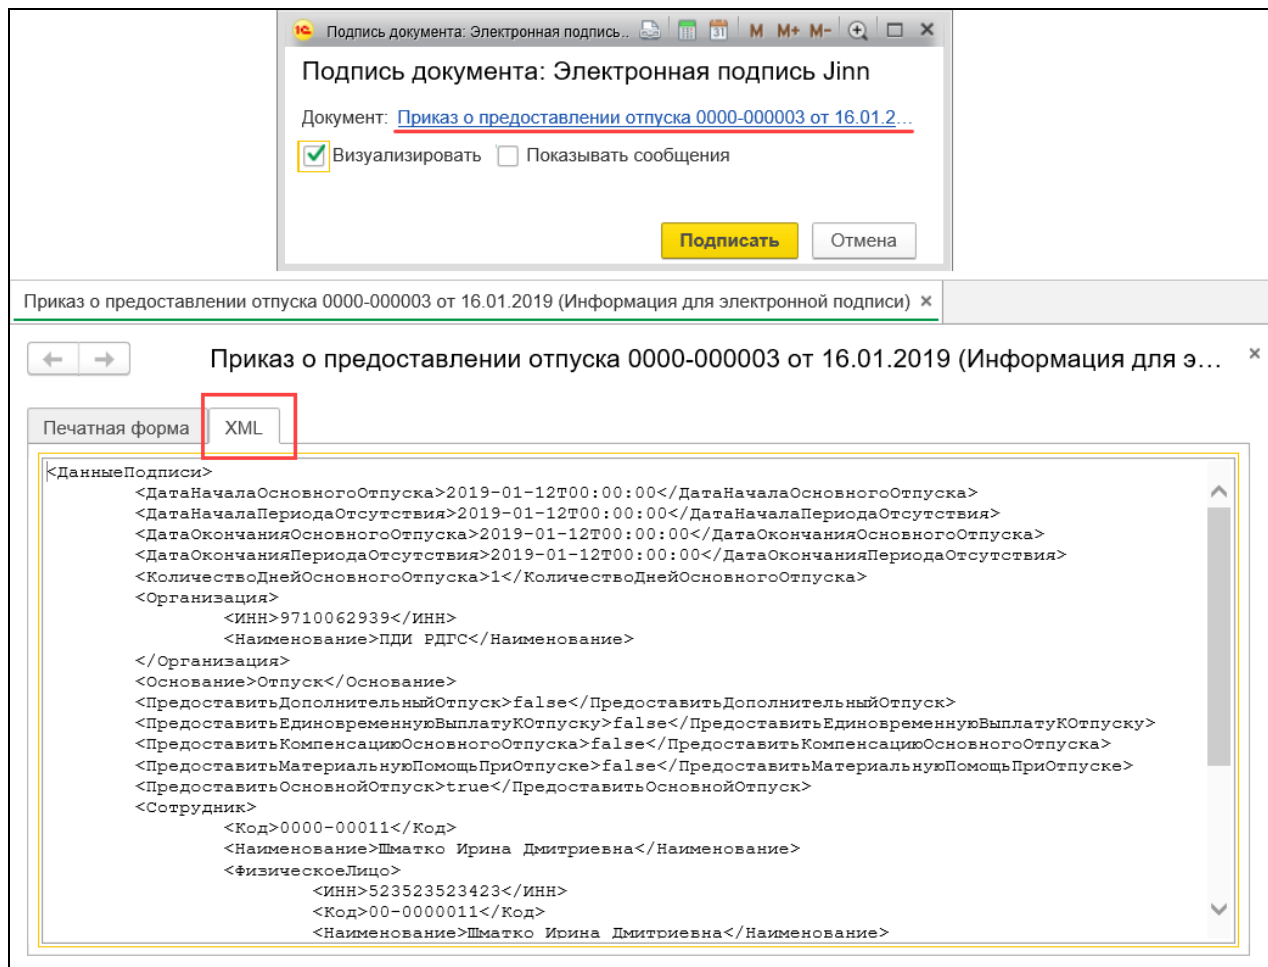 1С Подпись документа: Электронная подпись.. 31 M M+ M-
Подпись документа: Электронная подпись Jinn
Документ: Приказ о предоставлении отпуска 0000-000003 от 16.01.2...
Визуализировать Показывать сообщения
Подписать Отмена
Приказ о предоставлении отпуска 0000-000003 от 16.01.2019 (Информация для электронной подписи) ×
Приказ о предоставлении отпуска 0000-000003 от 16.01.2019 (Информация для э...
Печатная форма XML
<ДанныеПодписи>
<ДатаНачалаОсновногоОтпуска>2019-01-12T00:00:00</ДатаНачалаОсновногоОтпуска>
<ДатаНачалаПериодаОтсутствия>2019-01-12T00:00:00</ДатаНачалаПериодаОтсутствия>
<ДатаОкончанияОсновногоОтпуска>2019-01-12T00:00:00</ДатаОкончанияОсновногоОтпуска>
<ДатаОкончанияПериодаОтсутствия>2019-01-12T00:00:00</ДатаОкончанияПериодаОтсутствия>
<КоличествоДнейОсновногоОтпуска>1</КоличествоДнейОсновногоОтпуска>
<Организация>
<ИНН>9710062939</ИНН>
<Наименование>ПДИ РДГС</Наименование>
</Организация>
<Основание>Отпуск</Основание>
<ПредоставитьДополнительныйОтпуск>false</ПредоставитьДополнительныйОтпуск>
<ПредоставитьЕдиновременнуюВыплатуКОтпуску>false</ПредоставитьЕдиновременнуюВыплатуКОтпуску>
<ПредоставитьКомпенсациюОсновногоОтпуска>false</ПредоставитьКомпенсациюОсновногоОтпуска>
<ПредоставитьМатериальнуюПомощьПриОтпуске>false</ПредоставитьМатериальнуюПомощьПриОтпуске>
<ПредоставитьОсновнойОтпуск>true</ПредоставитьОсновнойОтпуск>
<Сотрудник>
<Код>0000-00011</Код>
<Наименование>Шматко Ирина Дмитриевна</Наименование>
<ФизическоеЛицо>
<ИНН>523523523423</ИНН>
<Код>00-0000011</Код>
<Наименование>Шматко Ирина Дмитриевна</Наименование>